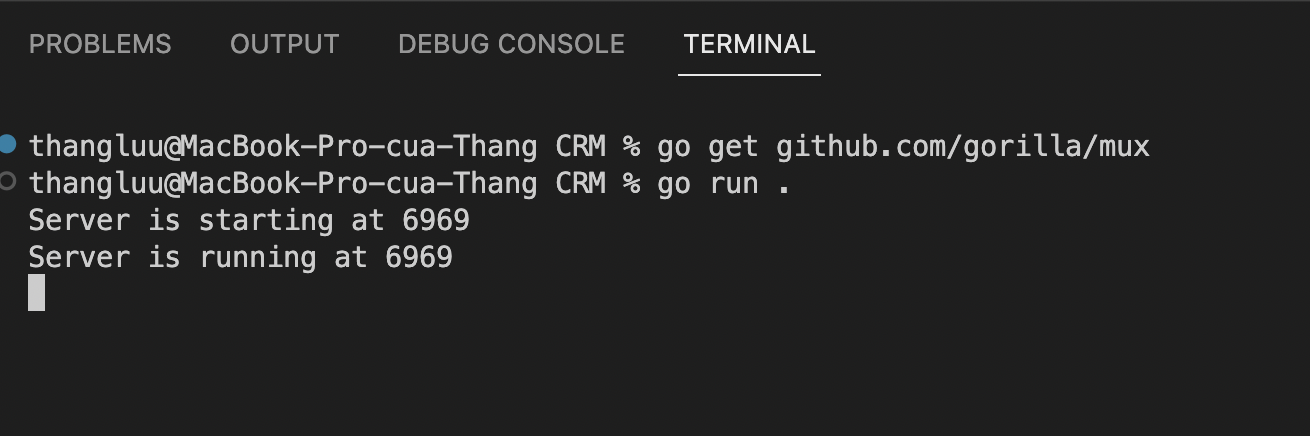 PROBLEMS OUTPUT DEBUG CONSOLE TERMINAL
thangluu@MacBook-Pro-cua-Thang CRM % go get github.com/gorilla/mux
thangluu@MacBook-Pro-cua-Thang CRM % go run .
Server is starting at 6969
Server is running at 6969